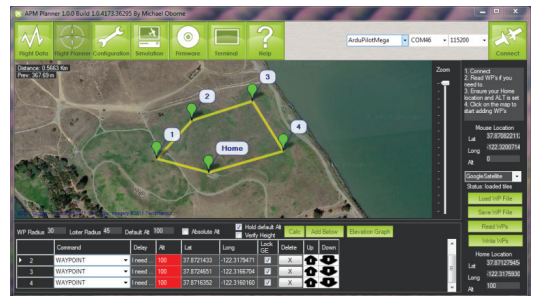 APM Planner 1.0.0 Build 1.0.4173.36295 By Michael Oborne
Flight Data Flight Planner Configuration Simulation Firmware Terminal Help
ArduPilotMega COM46 115200 Connect
Distance: 0.5663 Km
Prev: 367.69 m
Zoom
3
2
1
4
Home
1. Connect
2. Read WP's if you
need to.
3. Ensure your Home
location and ALT is set
4. Click on the map to
start adding WP's
Mouse Location
Lat 37.870822113
Long -122.3200714
Alt 0
GoogleSatellite
Status: loaded tiles
Load WP File
Save WP File
Read WPs
Write WPs
Home Location
Lat 37.87127945
Long -122.3175930
Alt 100
WP Radius 30 Loiter Radius 45 Default Alt 100 Absolute Alt Hold default Alt Verify Height Calc Add Below Elevation Graph
Command Delay Alt Lat Long Lock GE Delete Up Down
2 WAYPOINT I need ... 100 37.8721433 -122.3179471 X
3 WAYPOINT I need ... 100 37.8724651 -122.3166704 X
4 WAYPOINT I need ... 100 37.8716352 -122.3160160 X